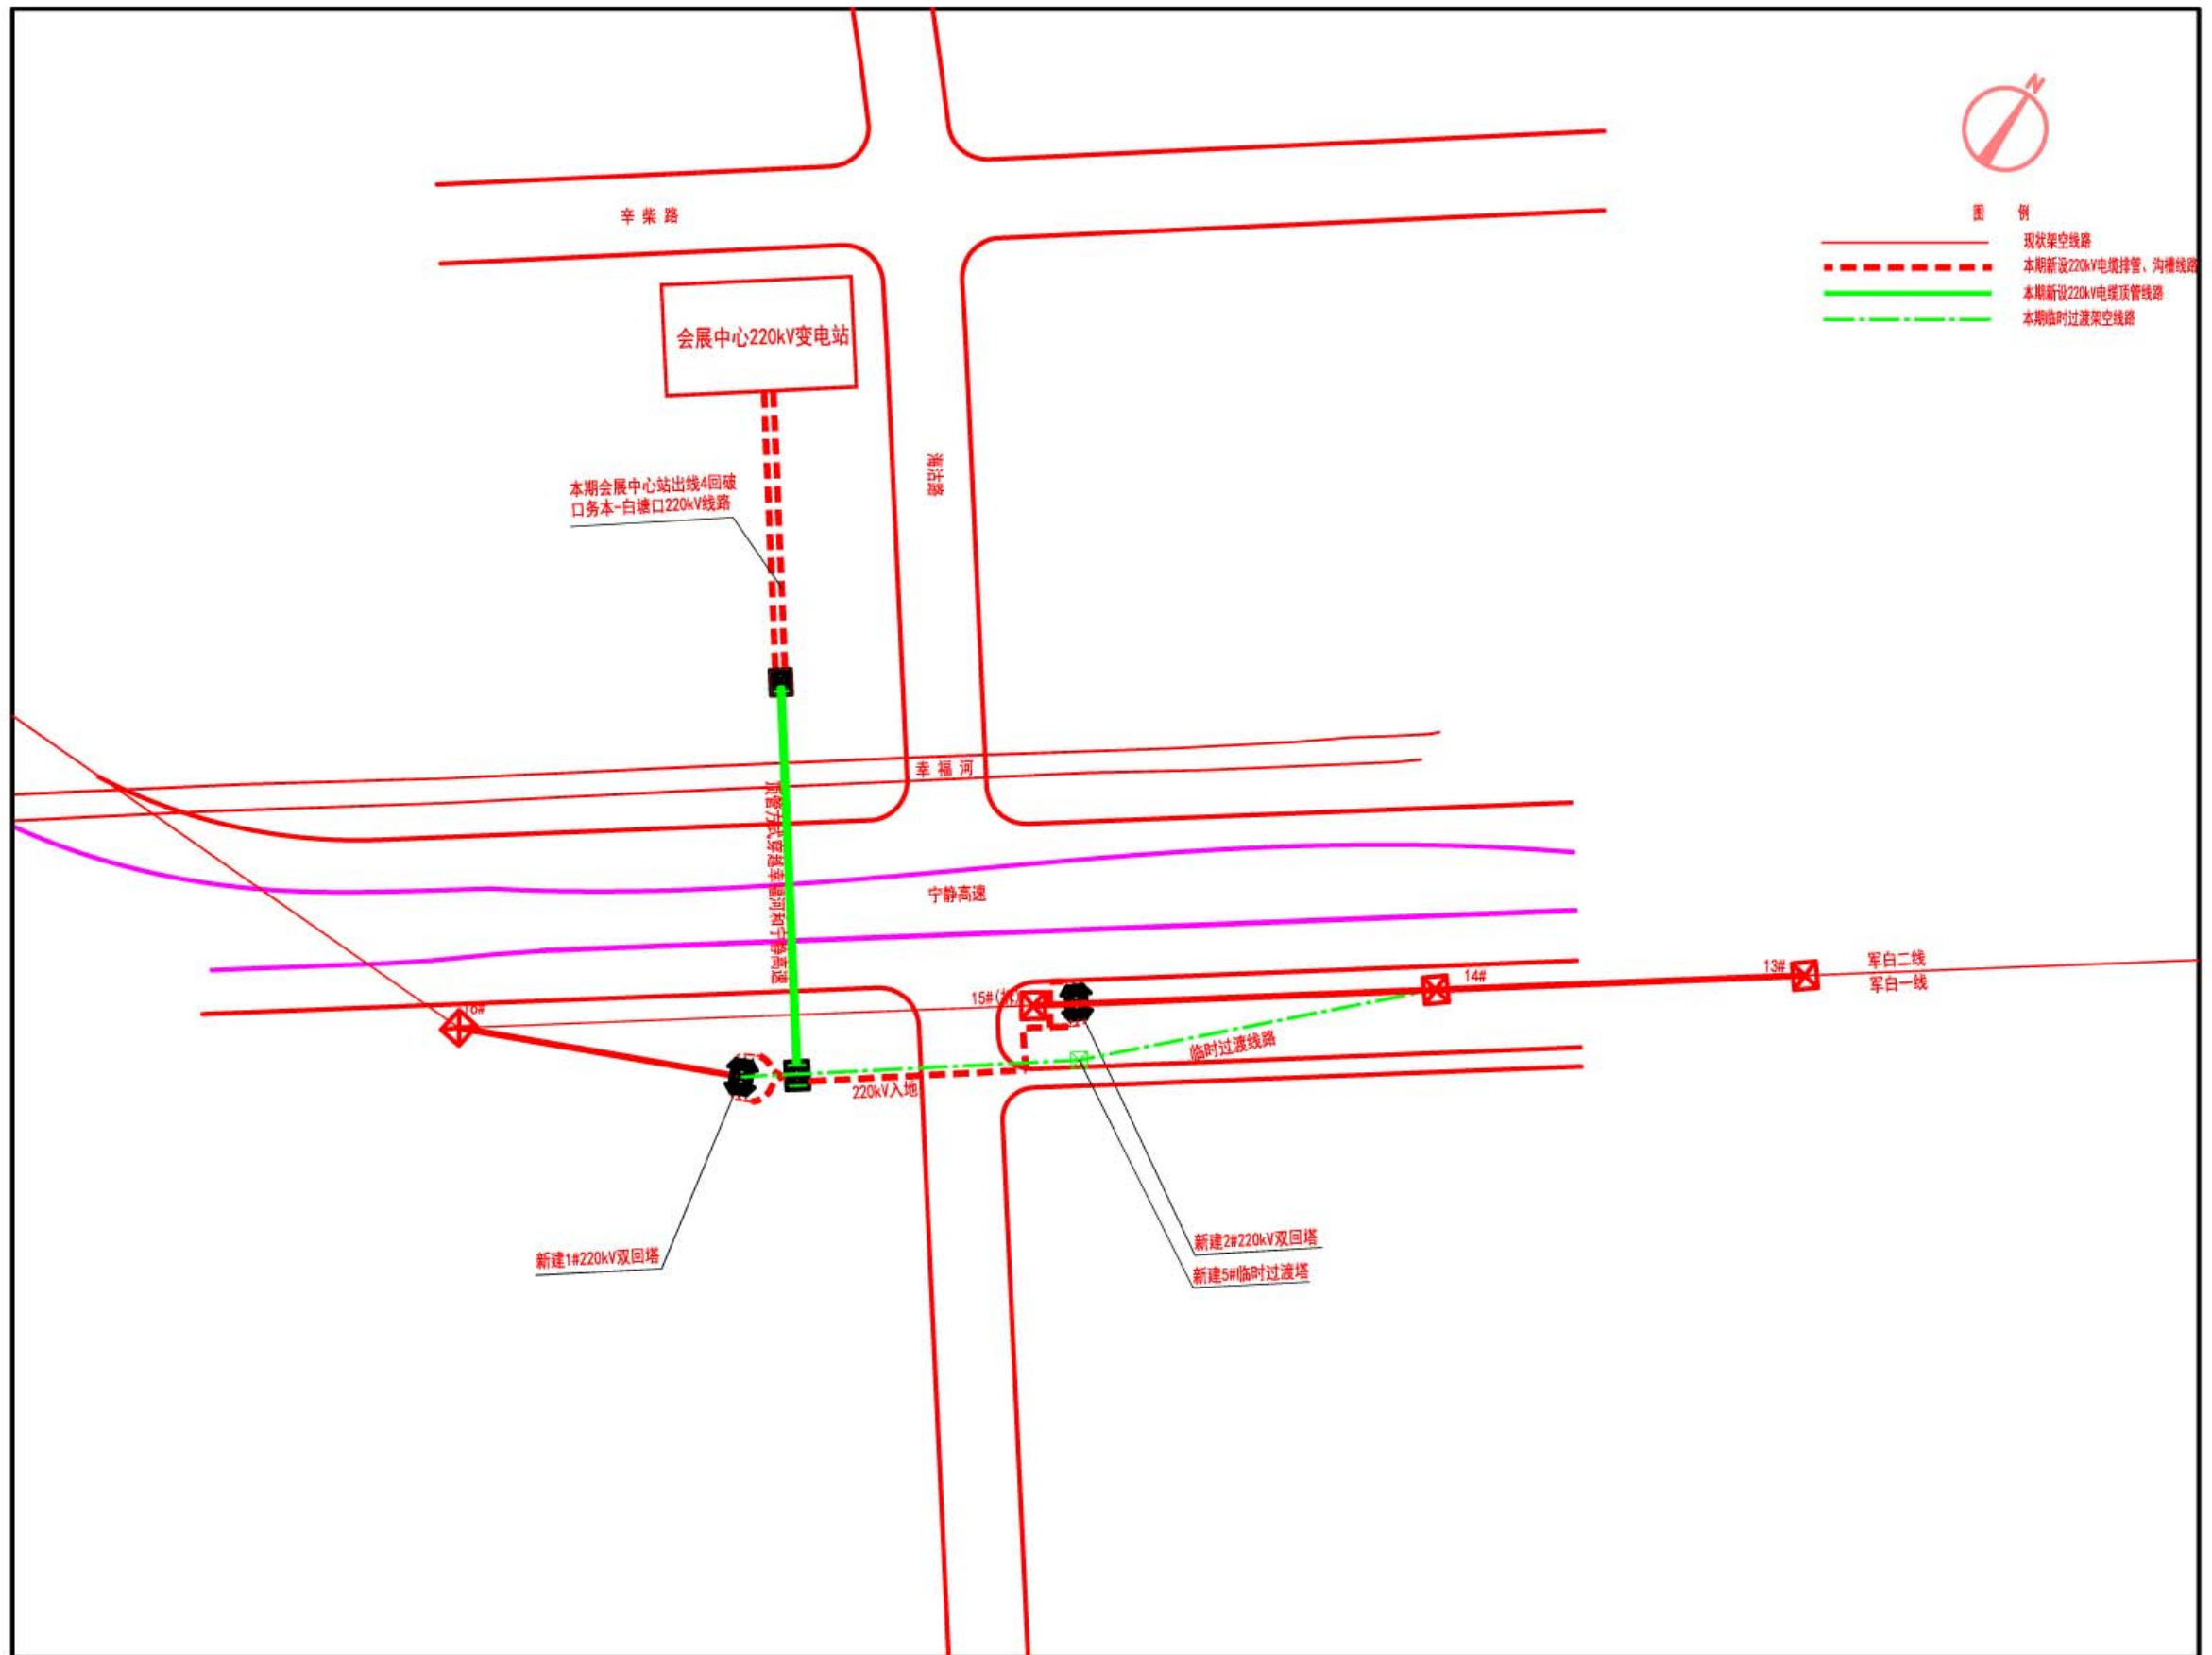 N
辛柴路
图 例
现状架空线路
本期新设220kV电缆排管、沟槽线路
本期新设220kV电缆顶管线路
本期临时过渡架空线路
会展中心220kV变电站
海沽路
本期会展中心站出线4回破
口务本-白塘口220kV线路
幸福河
顶管方式穿越幸福河和宁静高速
宁静高速
军白二线
军白一线
13#
14#
15#(拆)
16#
临时过渡线路
220kV入地
新建1#220kV双回塔
新建2#220kV双回塔
新建5#临时过渡塔